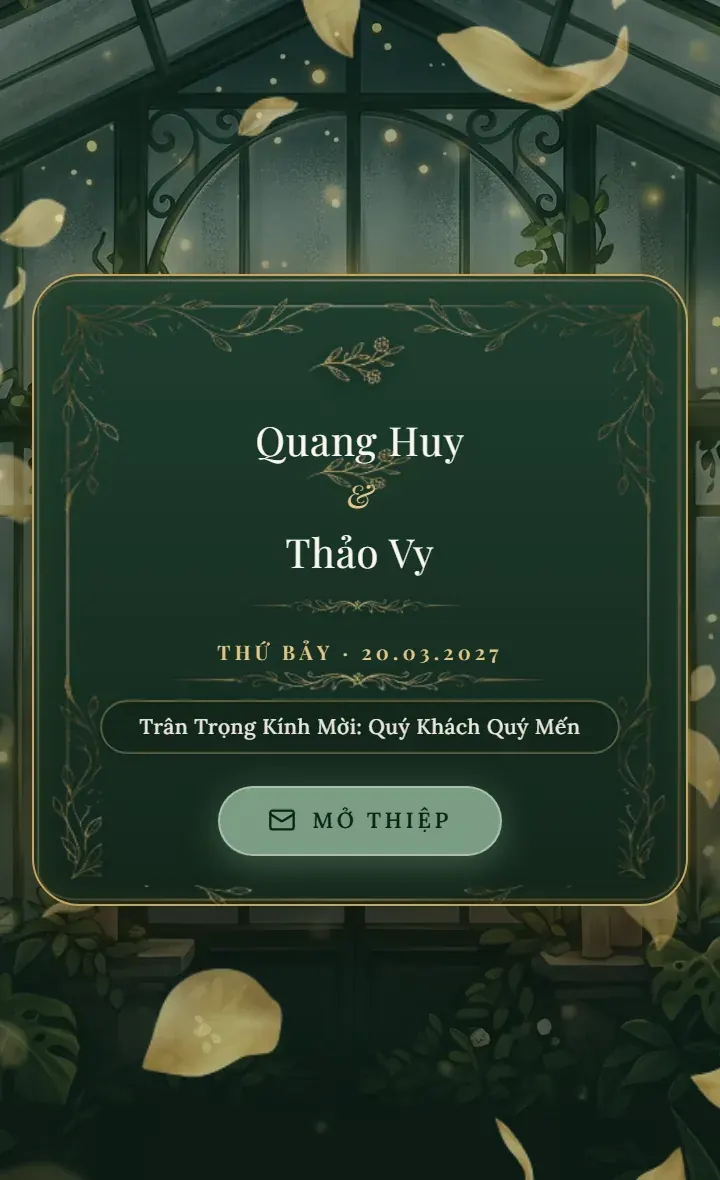 Quang Huy
&
Thảo Vy
THỨ BẢY · 20.03.2027
Trân Trọng Kính Mời: Quý Khách Quý Mến
MỞ THIỆP